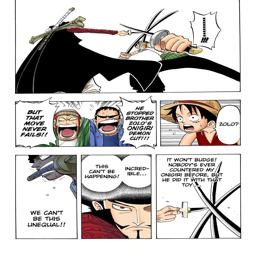 !!!!!!!!
ZOLO?
HE
STOPPED
BROTHER
ZOLO'S
ONIGIRI
DEMON
CUT!!!
BUT
THAT
MOVE
NEVER
FAILS!!
IT WON'T BUDGE!
NOBODY'S EVER
COUNTERED MY
ONIGIRI BEFORE, BUT
HE DID IT WITH THAT
TOY
INCRED-
IBLE...
THIS
CAN'T BE
HAPPENING!
WE CAN'T
BE THIS
UNEQUAL!!